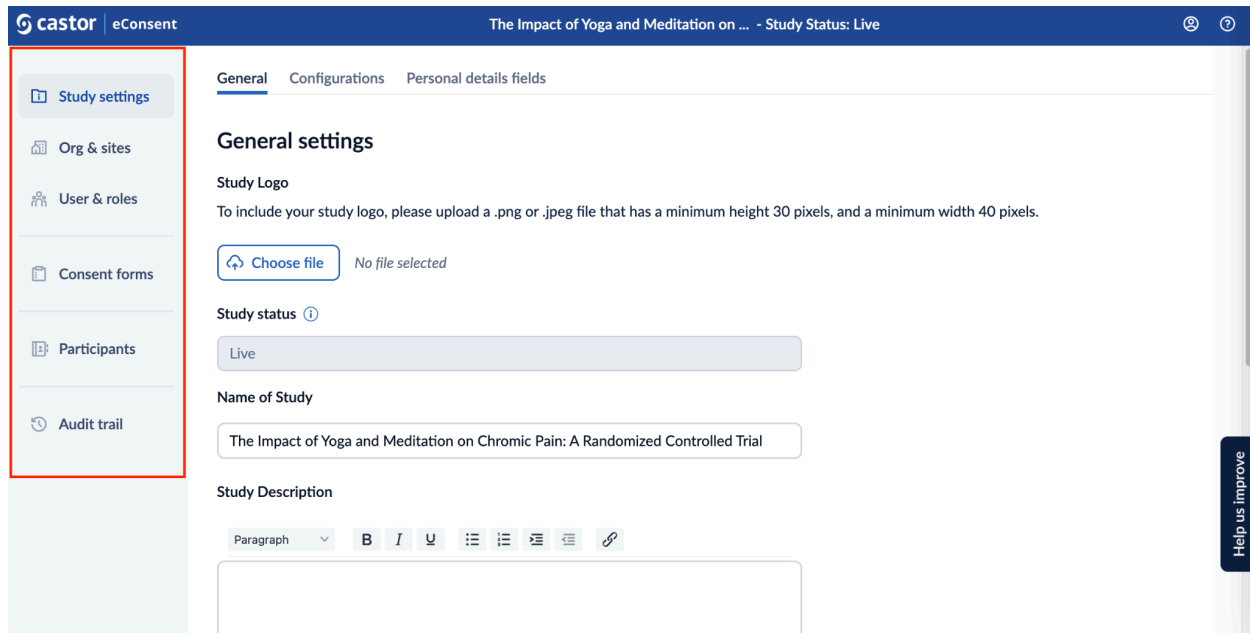 castor eConsent
The Impact of Yoga and Meditation on ... - Study Status: Live
Study settings
Org & sites
User & roles
Consent forms
Participants
Audit trail
General Configurations Personal details fields
General settings
Study Logo
To include your study logo, please upload a .png or .jpeg file that has a minimum height 30 pixels, and a minimum width 40 pixels.
Choose file No file selected
Study status
Live
Name of Study
The Impact of Yoga and Meditation on Chromic Pain: A Randomized Controlled Trial
Study Description
Paragraph B I U
Help us improve